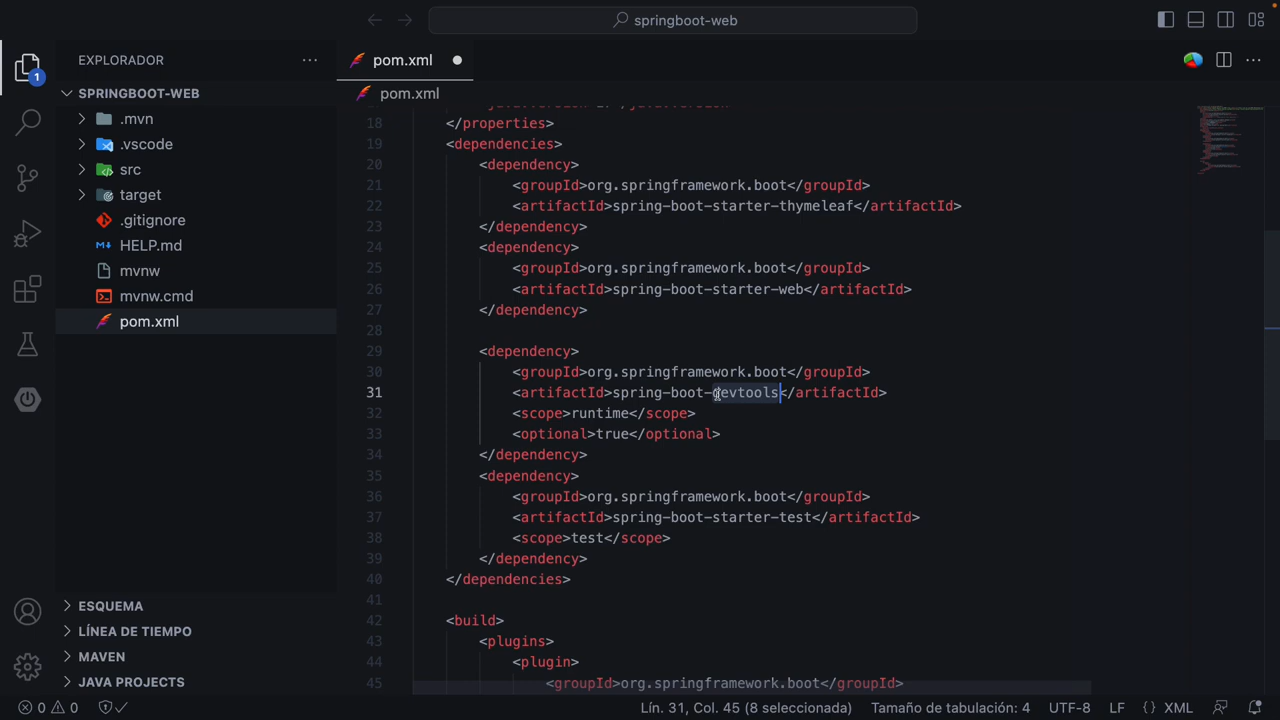 springboot-web
EXPLORADOR
1
SPRINGBOOT-WEB
.mvn
.vscode
src
target
.gitignore
HELP.md
mvnw
mvnw.cmd
pom.xml
ESQUEMA
LÍNEA DE TIEMPO
MAVEN
JAVA PROJECTS
pom.xml
pom.xml
18 </properties>
19 <dependencies>
20 <dependency>
21 <groupId>org.springframework.boot</groupId>
22 <artifactId>spring-boot-starter-thymeleaf</artifactId>
23 </dependency>
24 <dependency>
25 <groupId>org.springframework.boot</groupId>
26 <artifactId>spring-boot-starter-web</artifactId>
27 </dependency>
28
29 <dependency>
30 <groupId>org.springframework.boot</groupId>
31 <artifactId>spring-boot-devtools</artifactId>
32 <scope>runtime</scope>
33 <optional>true</optional>
34 </dependency>
35 <dependency>
36 <groupId>org.springframework.boot</groupId>
37 <artifactId>spring-boot-starter-test</artifactId>
38 <scope>test</scope>
39 </dependency>
40 </dependencies>
41
42 <build>
43 <plugins>
44 <plugin>
45 <groupId>org.springframework.boot</groupId>
0 0
Lín. 31, Col. 45 (8 seleccionada) Tamaño de tabulación: 4 UTF-8 LF {} XML